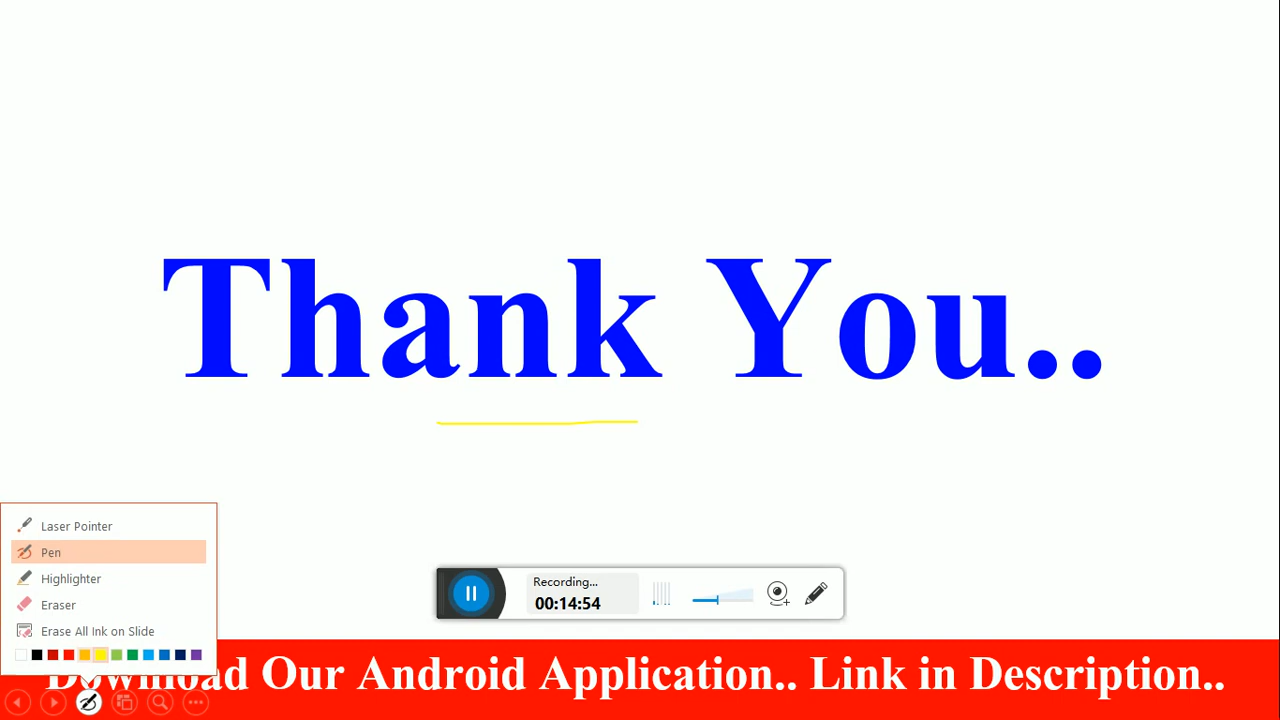 Thank You..
Laser Pointer
Pen
Highlighter
Eraser
Erase All Ink on Slide
Recording...
00:14:54
Download Our Android Application.. Link in Description..